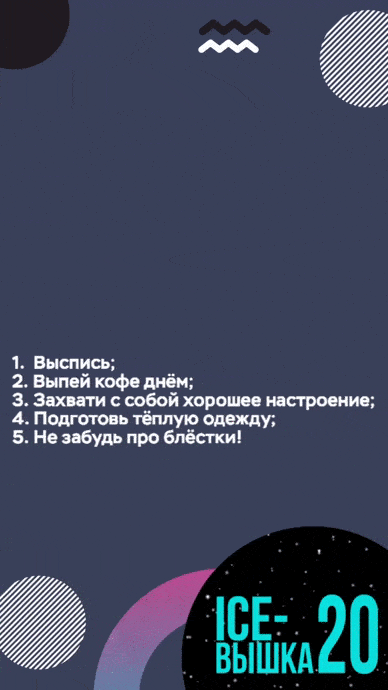 1. Выспись;
2. Выпей кофе днём;
3. Захвати с собой хорошее настроение;
4. Подготовь тёплую одежду;
5. Не забудь про блёстки!
ICE-
ВЫШКА 20